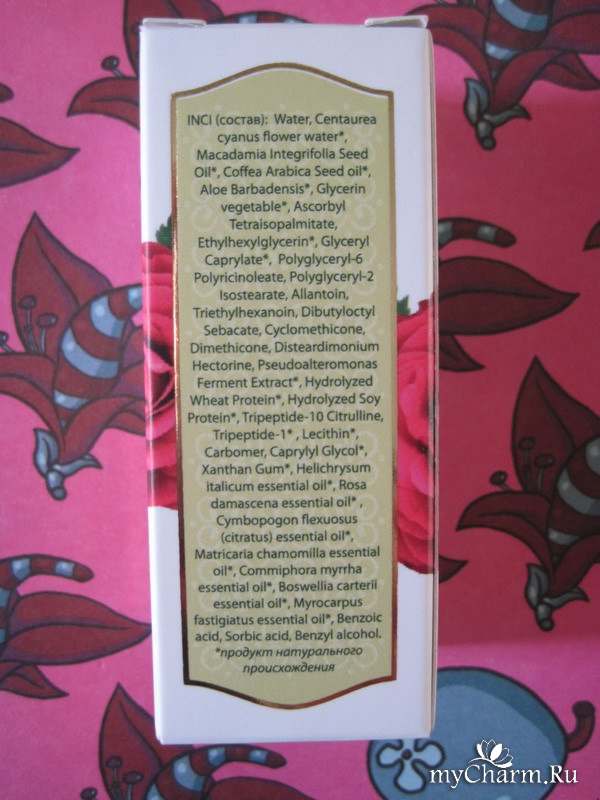 INCI (состав): Water, Centaurea
cyanus flower water*,
Macadamia Integrifolia Seed
Oil*, Coffea Arabica Seed oil*,
Aloe Barbadensis*, Glycerin
vegetable*, Ascorbyl
Tetraisopalmitate,
Ethylhexylglycerin*, Glyceryl
Caprylate*, Polyglyceryl-6
Polyricinoleate, Polyglyceryl-2
Isostearate, Allantoin,
Triethylhexanoin, Dibutyloctyl
Sebacate, Cyclomethicone,
Dimethicone, Disteardimonium
Hectorine, Pseudoalteromonas
Ferment Extract*, Hydrolyzed
Wheat Protein*, Hydrolyzed Soy
Protein*, Tripeptide-10 Citrulline,
Tripeptide-1* , Lecithin*,
Carbomer, Caprylyl Glycol*,
Xanthan Gum*, Helichrysum
italicum essential oil*, Rosa
damascena essential oil* ,
Cymbopogon flexuosus
(citratus) essential oil*,
Matricaria chamomilla essential
oil*, Commiphora myrrha
essential oil*, Boswellia carterii
essential oil*, Myrocarpus
fastigiatus essential oil*, Benzoic
acid, Sorbic acid, Benzyl alcohol.
*продукт натурального
происхождения
myCharm.Ru